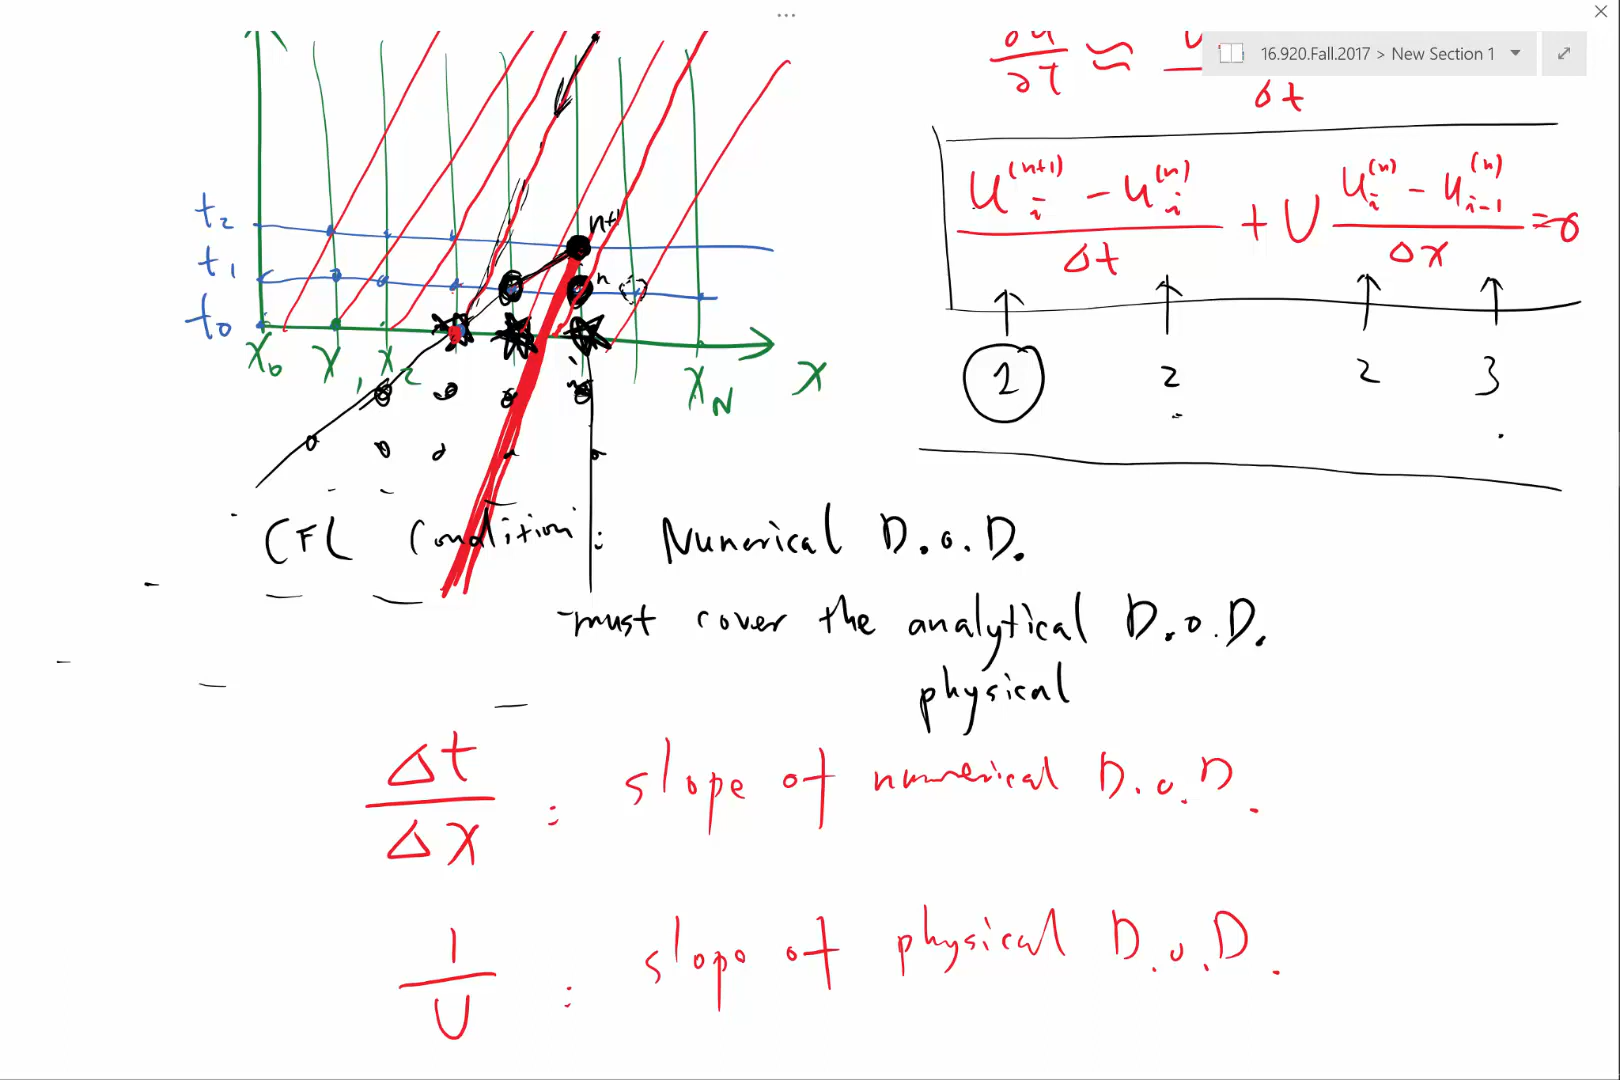 16.920.Fall.2017 > New Section 1
∂u/∂t ≈ u / Δt
(u_i^(n+1) - u_i^(n))/Δt + U (u_i^(n) - u_{i-1}^(n))/Δx = 0
1 2 2 3
t₂
t₁
t₀
n+1
n
x₀ x₁ x₂ x_N x
CFL Condition: Numerical D.o.D.
must cover the analytical D.o.D.
physical
Δt/Δx : slope of numerical D.o.D.
1/U : slope of physical D.o.D.